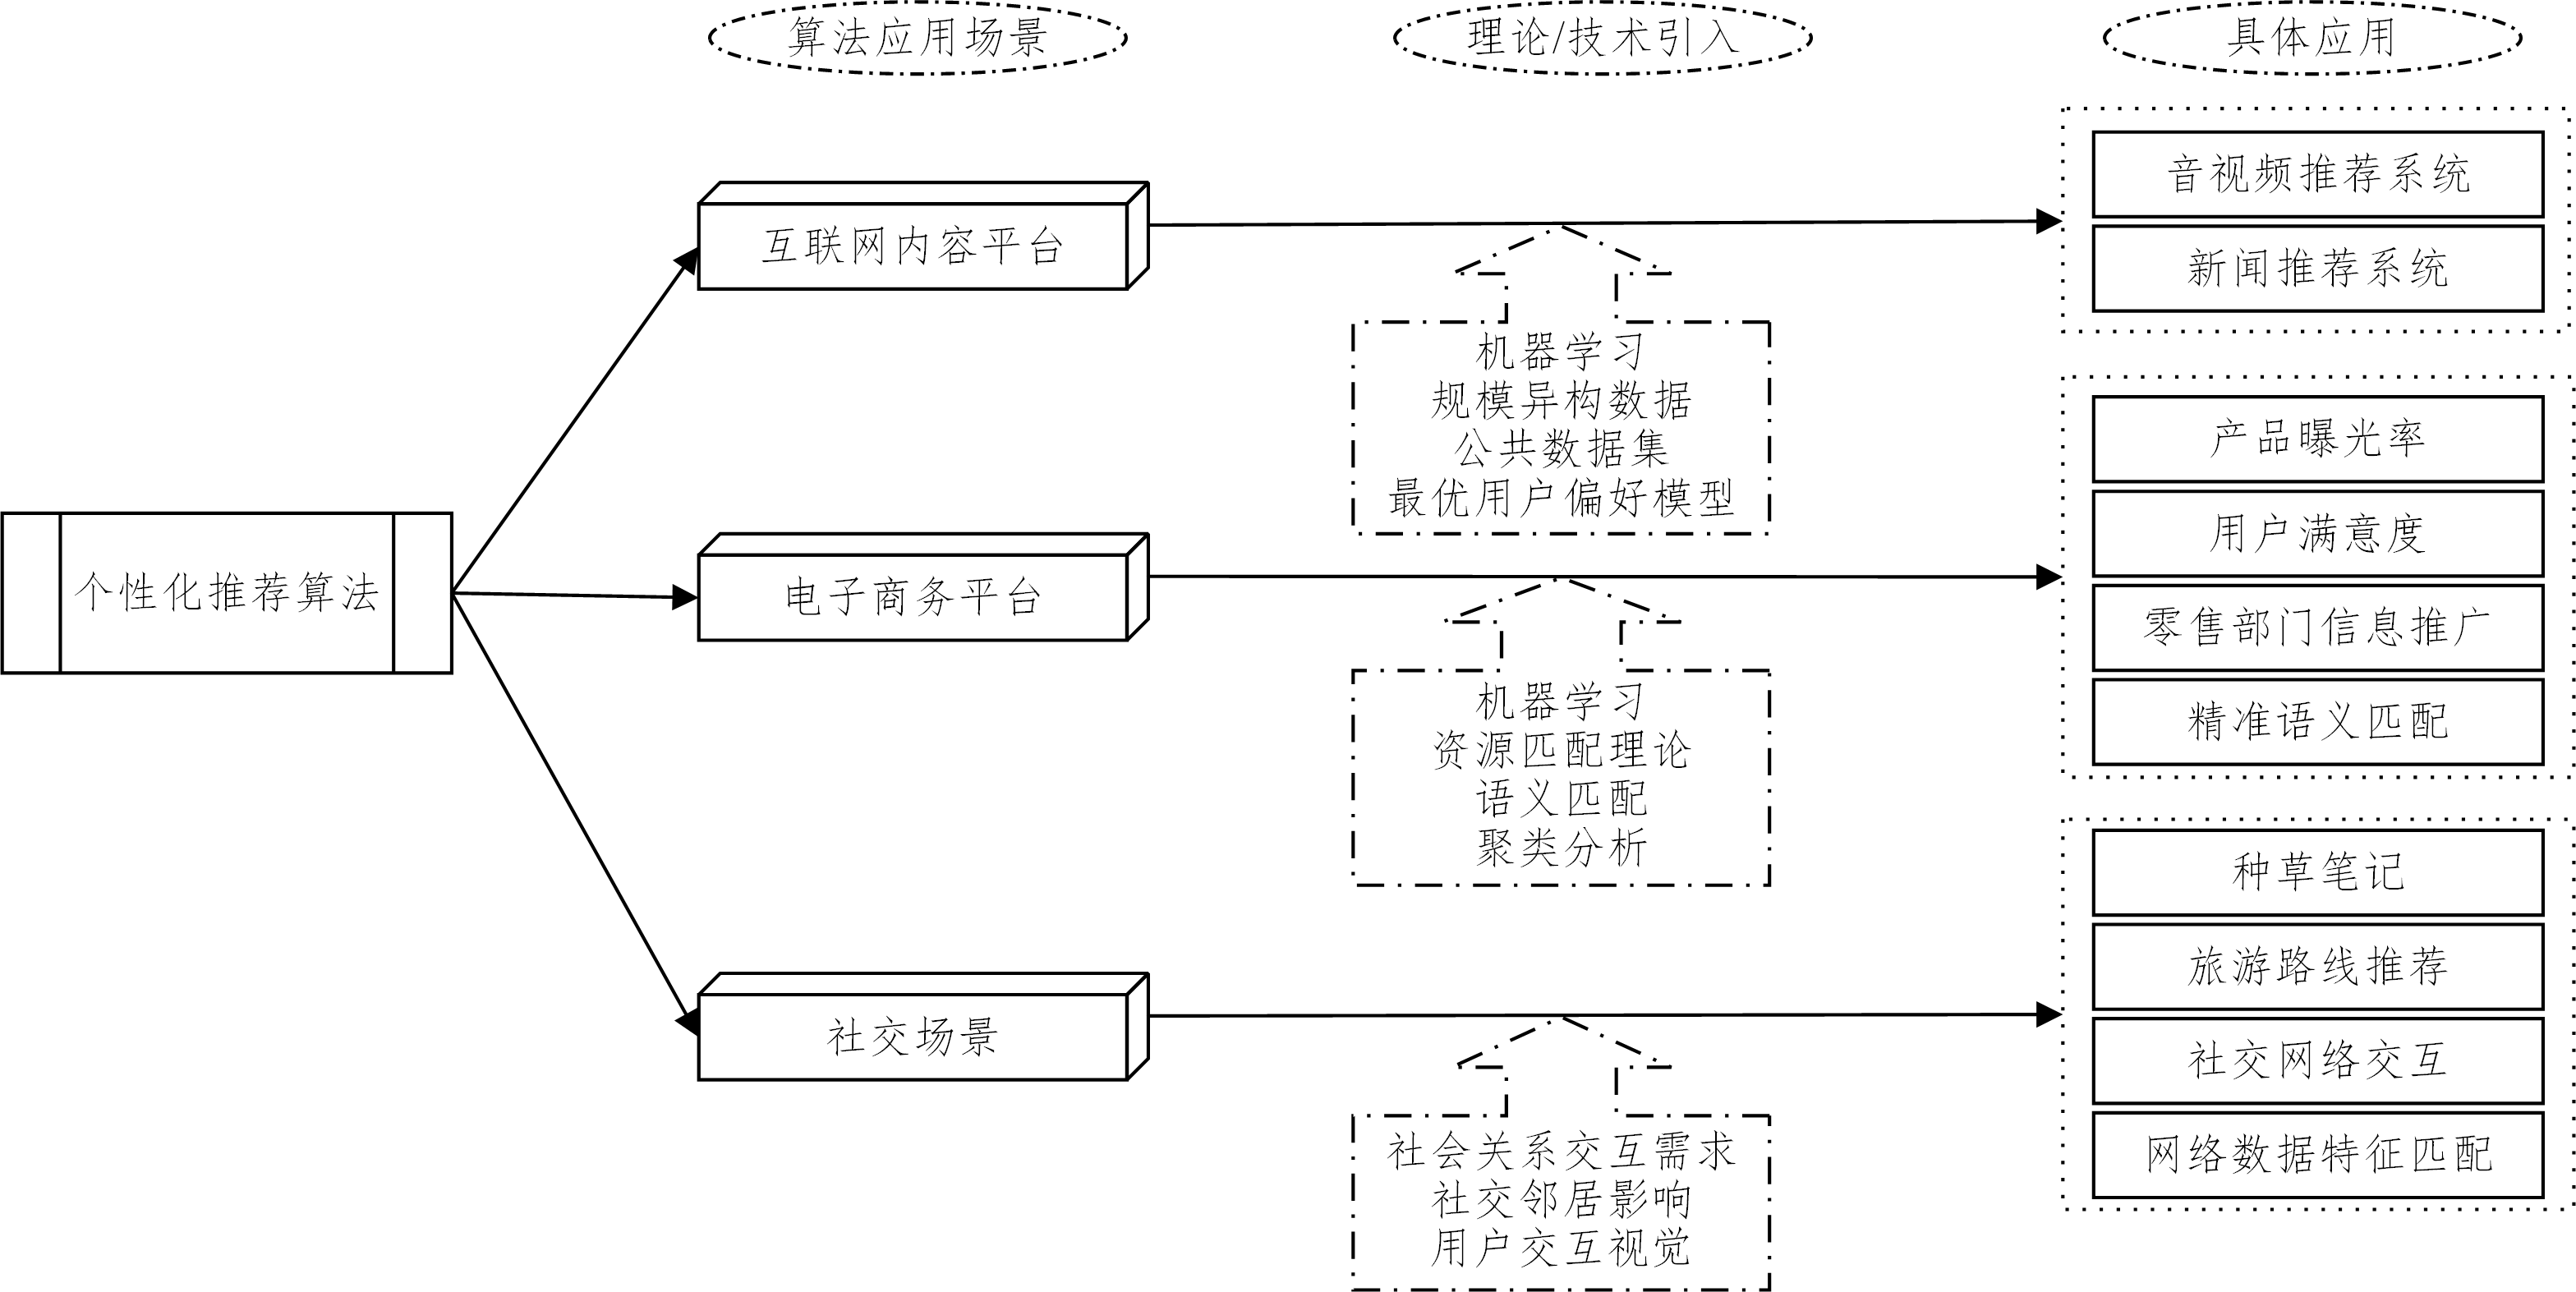 算法应用场景
理论/技术引入
具体应用
个性化推荐算法
互联网内容平台
机器学习
规模异构数据
公共数据集
最优用户偏好模型
音视频推荐系统
新闻推荐系统
电子商务平台
机器学习
资源匹配理论
语义匹配
聚类分析
产品曝光率
用户满意度
零售部门信息推广
精准语义匹配
社交场景
社会关系交互需求
社交邻居影响
用户交互视觉
种草笔记
旅游路线推荐
社交网络交互
网络数据特征匹配